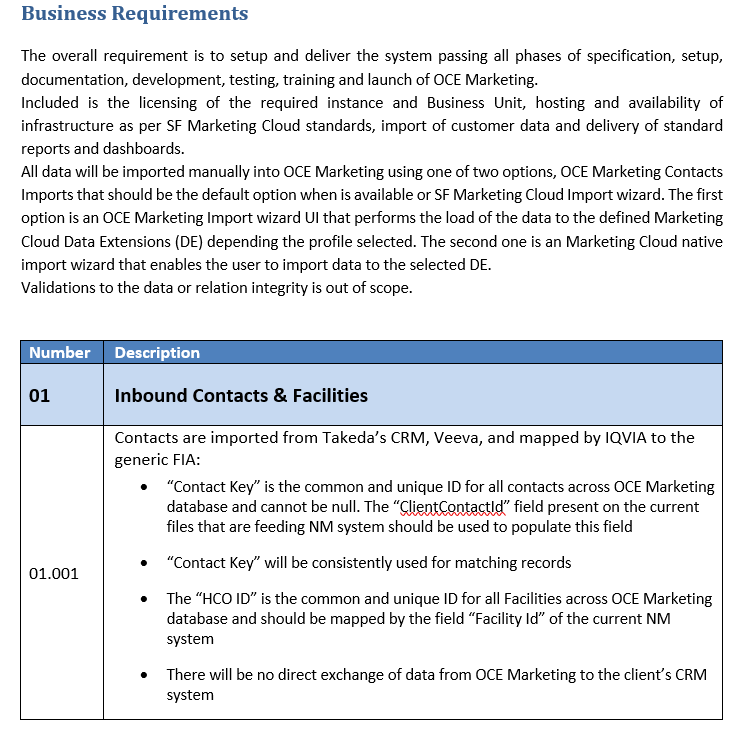 Business Requirements
The overall requirement is to setup and deliver the system passing all phases of specification, setup,
documentation, development, testing, training and launch of OCE Marketing.
Included is the licensing of the required instance and Business Unit, hosting and availability of
infrastructure as per SF Marketing Cloud standards, import of customer data and delivery of standard
reports and dashboards.
All data will be imported manually into OCE Marketing using one of two options, OCE Marketing Contacts
Imports that should be the default option when is available or SF Marketing Cloud Import wizard. The first
option is an OCE Marketing Import wizard UI that performs the load of the data to the defined Marketing
Cloud Data Extensions (DE) depending the profile selected. The second one is an Marketing Cloud native
import wizard that enables the user to import data to the selected DE.
Validations to the data or relation integrity is out of scope.
Number Description
01 Inbound Contacts & Facilities
01.001
Contacts are imported from Takeda’s CRM, Veeva, and mapped by IQVIA to the
generic FIA:
• “Contact Key” is the common and unique ID for all contacts across OCE Marketing
database and cannot be null. The “ClientContactId” field present on the current
files that are feeding NM system should be used to populate this field
• “Contact Key” will be consistently used for matching records
• The “HCO ID” is the common and unique ID for all Facilities across OCE Marketing
database and should be mapped by the field “Facility Id” of the current NM
system
• There will be no direct exchange of data from OCE Marketing to the client’s CRM
system